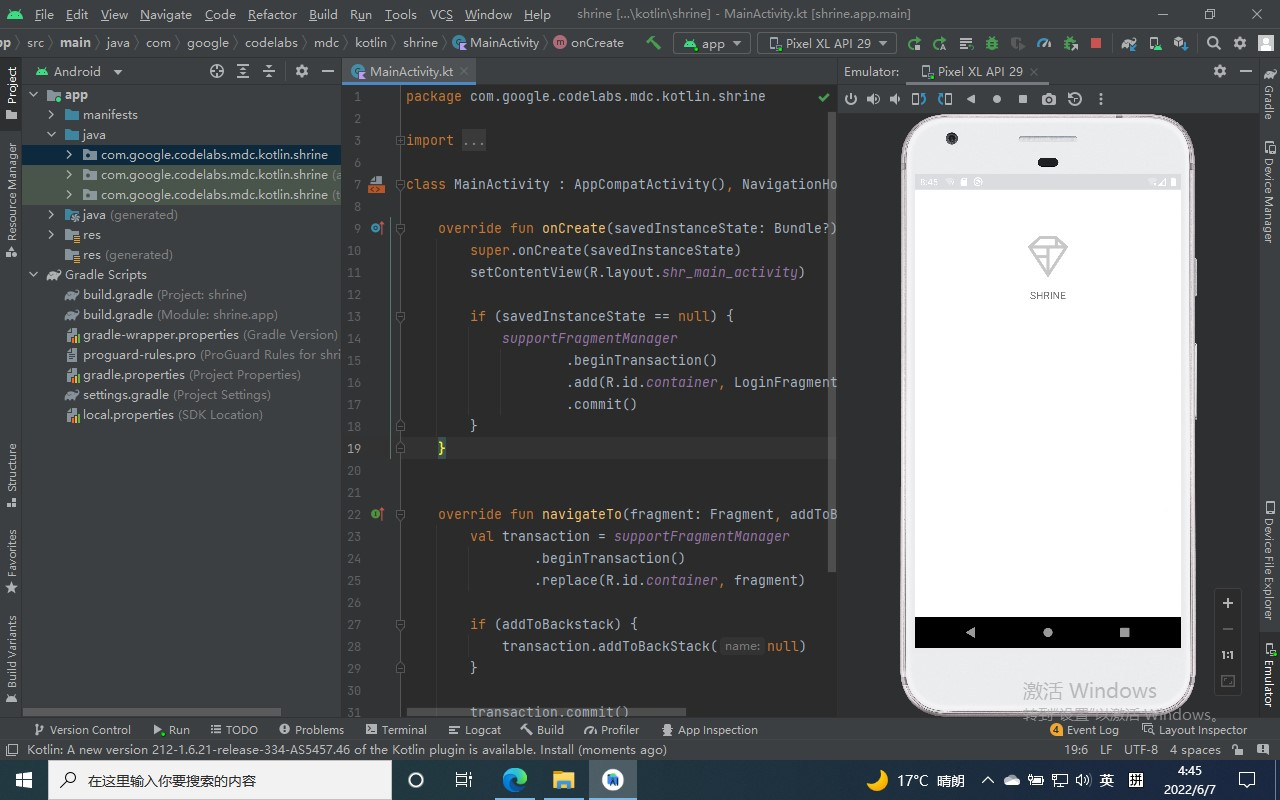 File Edit View Navigate Code Refactor Build Run Tools VCS Window Help shrine [...\kotlin\shrine] - MainActivity.kt [shrine.app.main]
pp src main java com google codelabs mdc kotlin shrine MainActivity onCreate app Pixel XL API 29
Project
Android
MainActivity.kt
Emulator: Pixel XL API 29
app
manifests
java
com.google.codelabs.mdc.kotlin.shrine
com.google.codelabs.mdc.kotlin.shrine (a
com.google.codelabs.mdc.kotlin.shrine (t
java (generated)
res
res (generated)
Gradle Scripts
build.gradle (Project: shrine)
build.gradle (Module: shrine.app)
gradle-wrapper.properties (Gradle Version)
proguard-rules.pro (ProGuard Rules for shri
gradle.properties (Project Properties)
settings.gradle (Project Settings)
local.properties (SDK Location)
Resource Manager
Structure
Favorites
Build Variants
1 package com.google.codelabs.mdc.kotlin.shrine
2
3 import ...
6
7 class MainActivity : AppCompatActivity(), NavigationHo
8
9 override fun onCreate(savedInstanceState: Bundle?)
10 super.onCreate(savedInstanceState)
11 setContentView(R.layout.shr_main_activity)
12
13 if (savedInstanceState == null) {
14 supportFragmentManager
15 .beginTransaction()
16 .add(R.id.container, LoginFragment
17 .commit()
18 }
19 }
20
21
22 override fun navigateTo(fragment: Fragment, addToB
23 val transaction = supportFragmentManager
24 .beginTransaction()
25 .replace(R.id.container, fragment)
26
27 if (addToBackstack) {
28 transaction.addToBackStack( name: null)
29 }
30
31 transaction.commit()
8:45
SHRINE
1:1
Gradle
Device Manager
Device File Explorer
Emulator
激活 Windows
转到"设置"以激活 Windows。
Version Control Run TODO Problems Terminal Logcat Build Profiler App Inspection 4 Event Log Layout Inspector
Kotlin: A new version 212-1.6.21-release-334-AS5457.46 of the Kotlin plugin is available. Install (moments ago) 19:6 LF UTF-8 4 spaces
在这里输入你要搜索的内容
17°C 晴朗
英 拼
4:45
2022/6/7